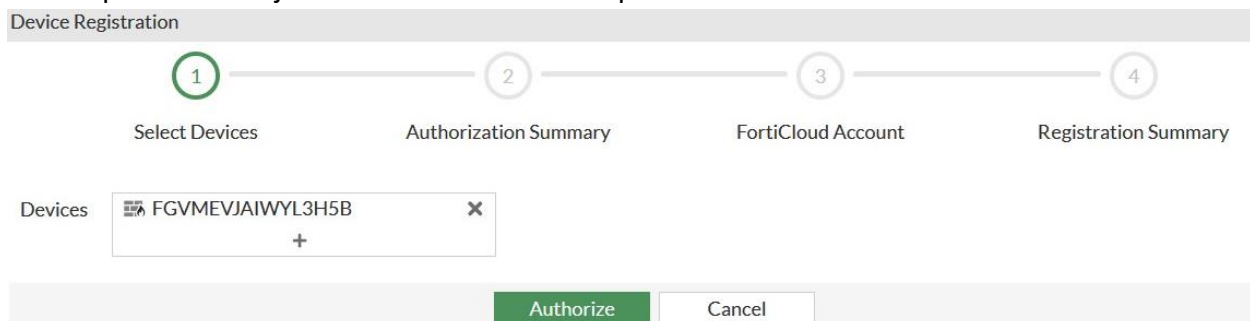 Device Registration
1
2
3
4
Select Devices
Authorization Summary
FortiCloud Account
Registration Summary
Devices
FGVMEVJAIWYL3H5B
+
Authorize
Cancel